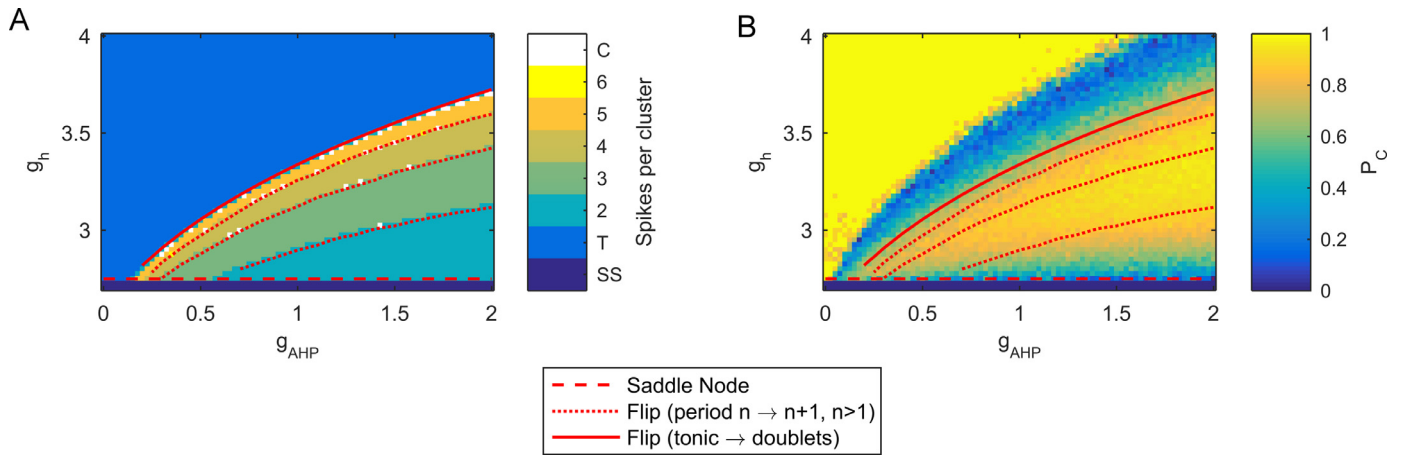 A
B
4
3.5
3
g_h
0
0.5
1
1.5
2
g_AHP
C
6
5
4
3
2
T
SS
Spikes per cluster
4
3.5
3
g_h
0
0.5
1
1.5
2
g_AHP
1
0.8
0.6
0.4
0.2
0
P_C
Saddle Node
Flip (period n → n+1, n>1)
Flip (tonic → doublets)